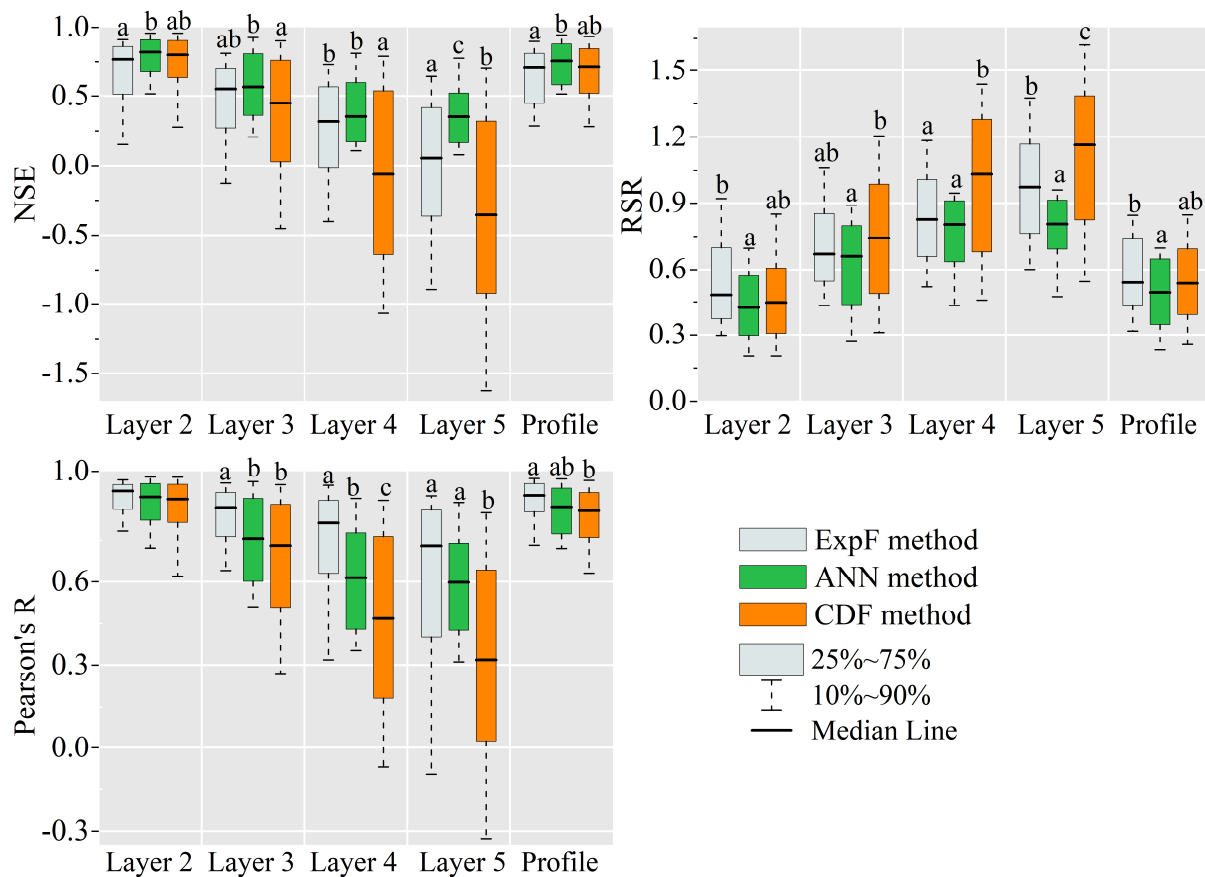 1.0
0.5
0.0
-0.5
-1.0
-1.5
NSE
a b ab
ab b a
b b a
a c b
a b ab
Layer 2 Layer 3 Layer 4 Layer 5 Profile
1.5
1.2
0.9
0.6
0.3
0.0
RSR
b a ab
ab a b
a a b
b a c
b a ab
Layer 2 Layer 3 Layer 4 Layer 5 Profile
1.0
0.6
0.3
0.0
-0.3
Pearson's R
a b b
a b c
a a b
a ab b
Layer 2 Layer 3 Layer 4 Layer 5 Profile
ExpF method
ANN method
CDF method
25%~75%
10%~90%
Median Line